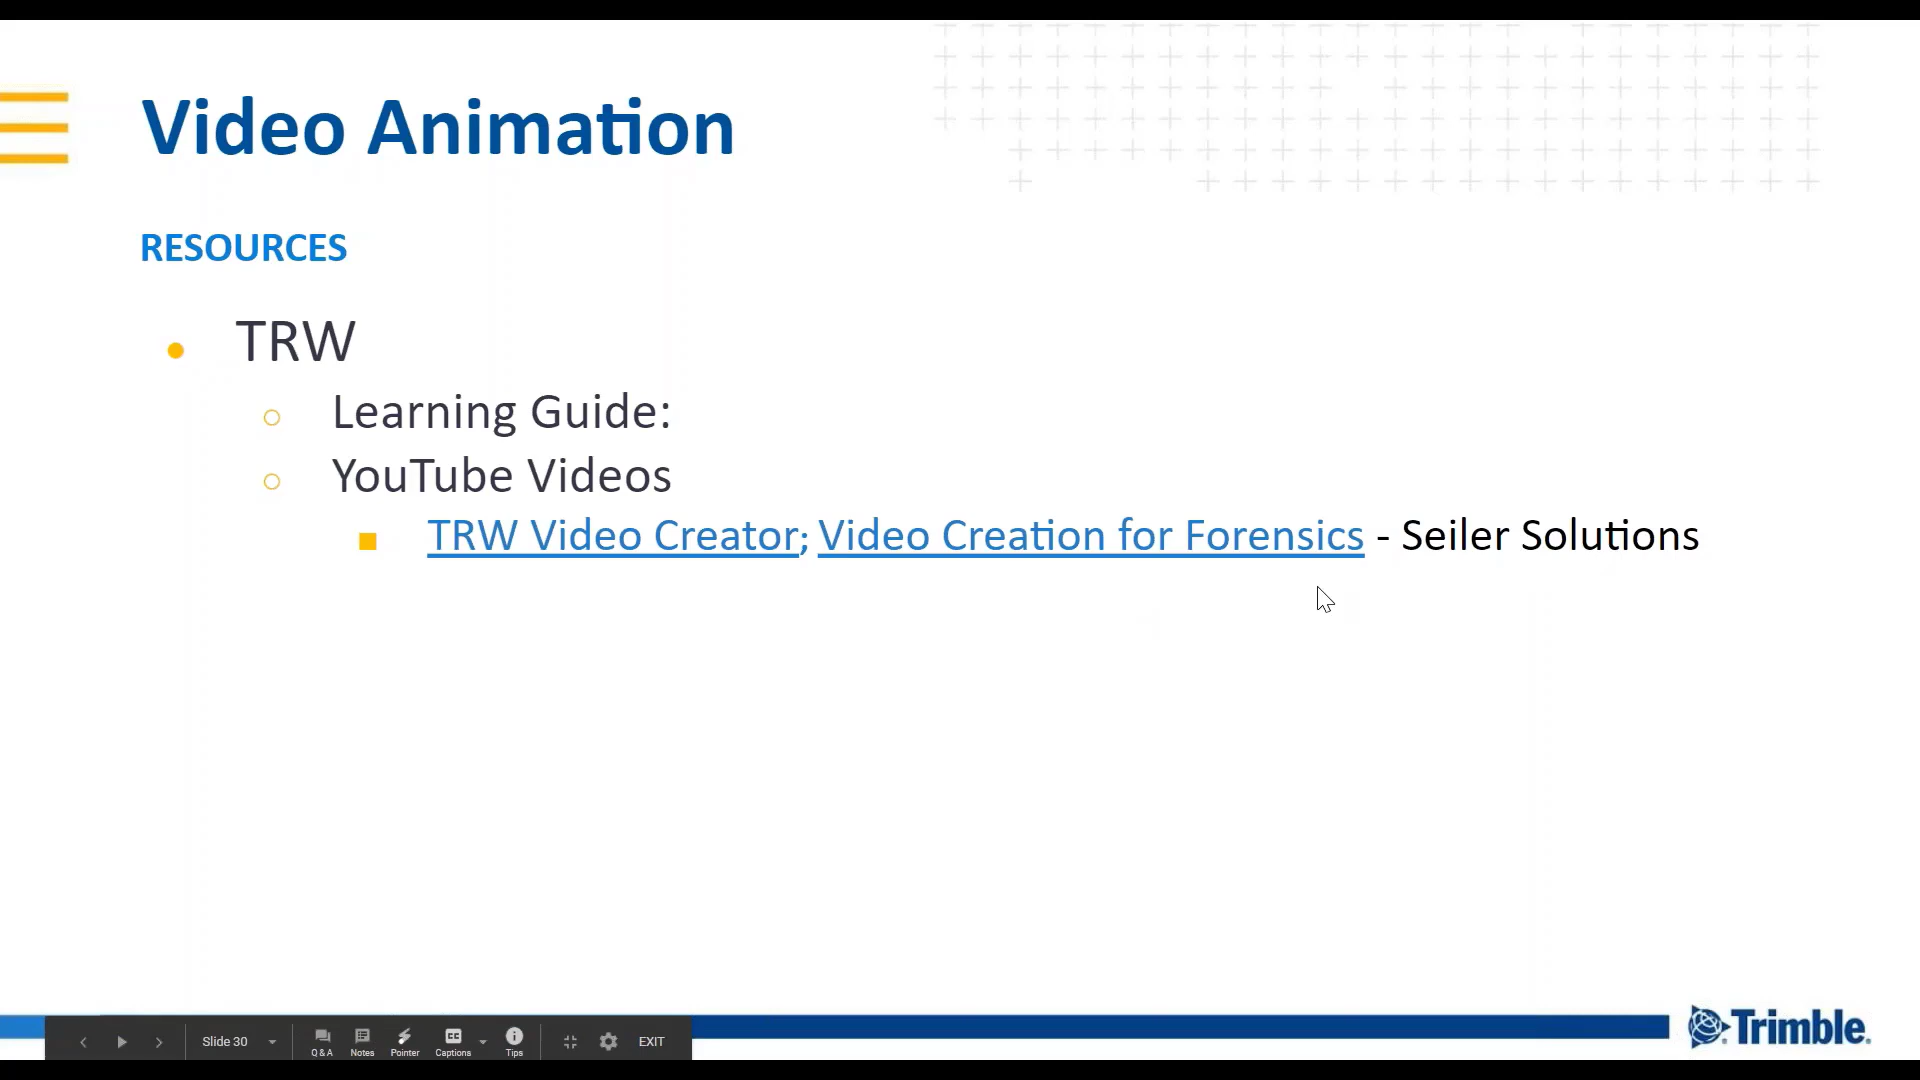 Video Animation
RESOURCES
TRW
Learning Guide:
YouTube Videos
TRW Video Creator; Video Creation for Forensics - Seiler Solutions
Slide 30
Q & A
Notes
Pointer
CC
Captions
Tips
EXIT
Trimble.